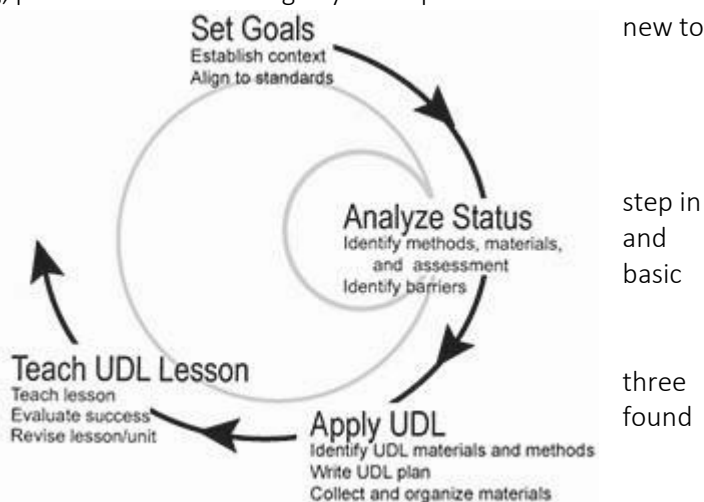 Set Goals
new to
Establish context
Align to standards
step in
Analyze Status
Identify methods, materials,
and
and assessment
basic
Identify barriers
Teach UDL Lesson
three
Teach lesson
Evaluate success
found
Apply UDL
Revise lesson/unit
Identify UDL materials and methods
Write UDL plan
Collect and organize materials